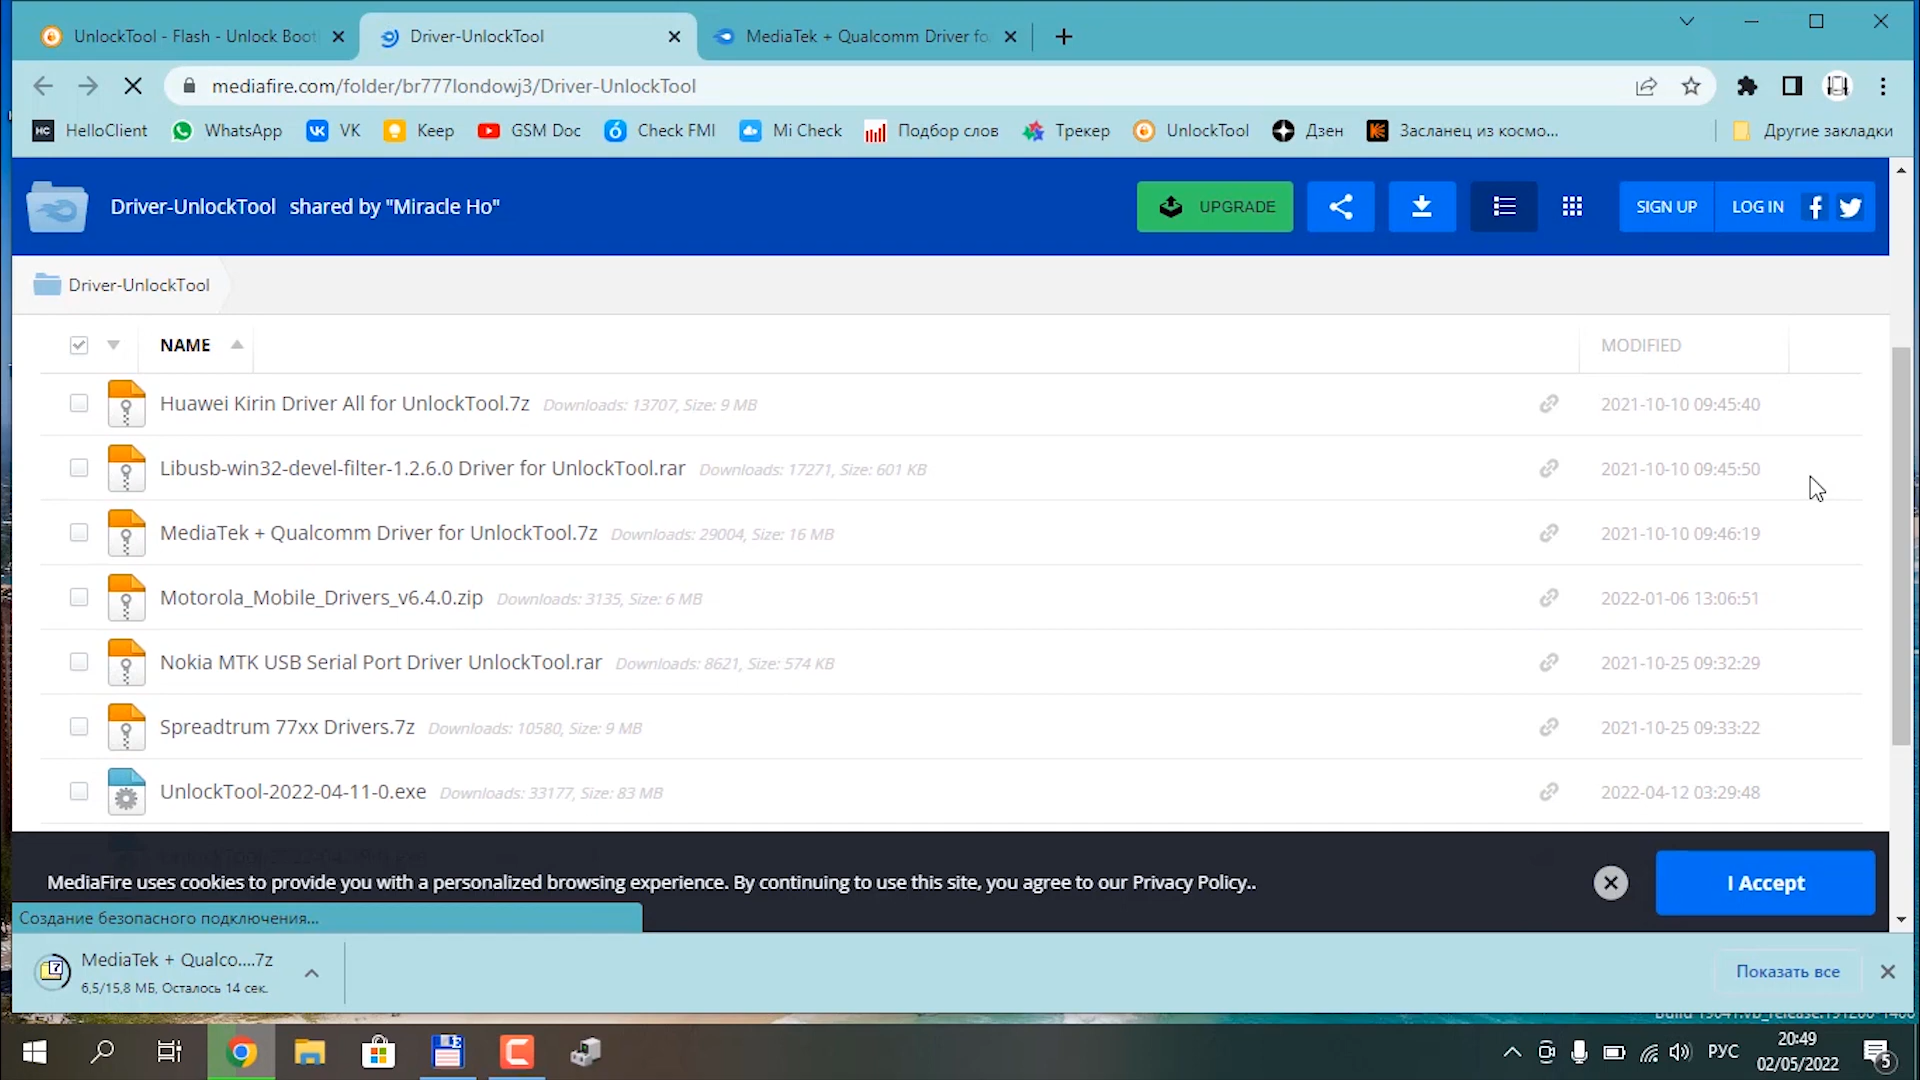 UnlockTool - Flash - Unlock Boot
Driver-UnlockTool
MediaTek + Qualcomm Driver fo
mediafire.com/folder/br777londowj3/Driver-UnlockTool
HC HelloClient
WhatsApp
VK
Keep
GSM Doc
Check FMI
Mi Check
Подбор слов
Трекер
UnlockTool
Дзен
Засланец из космо...
Другие закладки
Driver-UnlockTool shared by "Miracle Ho"
UPGRADE
SIGN UP
LOG IN
Driver-UnlockTool
NAME
MODIFIED
Huawei Kirin Driver All for UnlockTool.7z Downloads: 13707, Size: 9 MB 2021-10-10 09:45:40
Libusb-win32-devel-filter-1.2.6.0 Driver for UnlockTool.rar Downloads: 17271, Size: 601 KB 2021-10-10 09:45:50
MediaTek + Qualcomm Driver for UnlockTool.7z Downloads: 29004, Size: 16 MB 2021-10-10 09:46:19
Motorola_Mobile_Drivers_v6.4.0.zip Downloads: 3135, Size: 6 MB 2022-01-06 13:06:51
Nokia MTK USB Serial Port Driver UnlockTool.rar Downloads: 8621, Size: 574 KB 2021-10-25 09:32:29
Spreadtrum 77xx Drivers.7z Downloads: 10580, Size: 9 MB 2021-10-25 09:33:22
UnlockTool-2022-04-11-0.exe Downloads: 33177, Size: 83 MB 2022-04-12 03:29:48
MediaFire uses cookies to provide you with a personalized browsing experience. By continuing to use this site, you agree to our Privacy Policy..
I Accept
Создание безопасного подключения...
MediaTek + Qualco....7z
6,5/15,8 МБ, Осталось 14 сек.
Показать все
РУС
20:49
02/05/2022
5